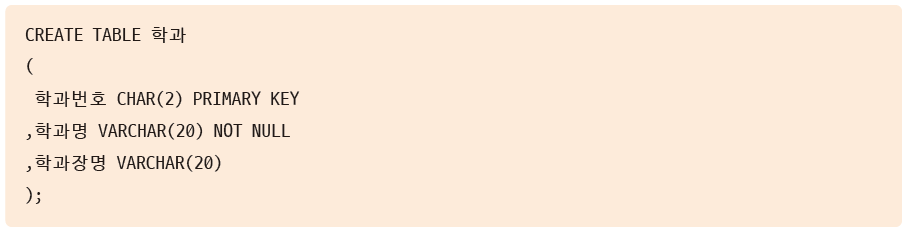 CREATE TABLE 학과
(
 학과번호 CHAR(2) PRIMARY KEY
,학과명 VARCHAR(20) NOT NULL
,학과장명 VARCHAR(20)
);